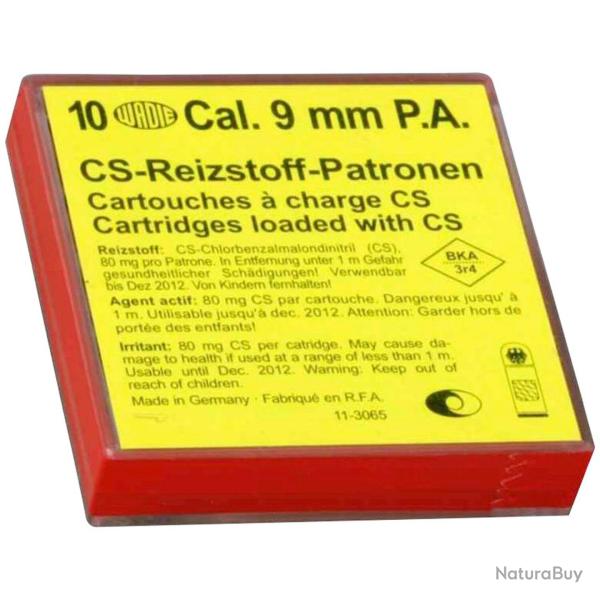 10 WADIE Cal. 9 mm P.A.
CS-Reizstoff-Patronen
Cartouches à charge CS
Cartridges loaded with CS
Reizstoff: CS-Chlorbenzalmalondinitril (CS),
80 mg pro Patrone. In Entfernung unter 1 m Gefahr
gesundheitlicher Schädigungen! Verwendbar
bis Dez 2012. Von Kindern fernhalten!
BKA
3r4
Agent actif: 80 mg CS par cartouche. Dangereux jusqu' à
1 m. Utilisable jusqu'à dec. 2012. Attention: Garder hors de
portée des entfants!
Irritant: 80 mg CS per catridge. May cause da-
mage to health if used at a range of less than 1 m.
Usable until Dec. 2012. Warning: Keep out of
reach of children.
Made in Germany · Fabriqué en R.F.A.
11-3065
NaturaBuy